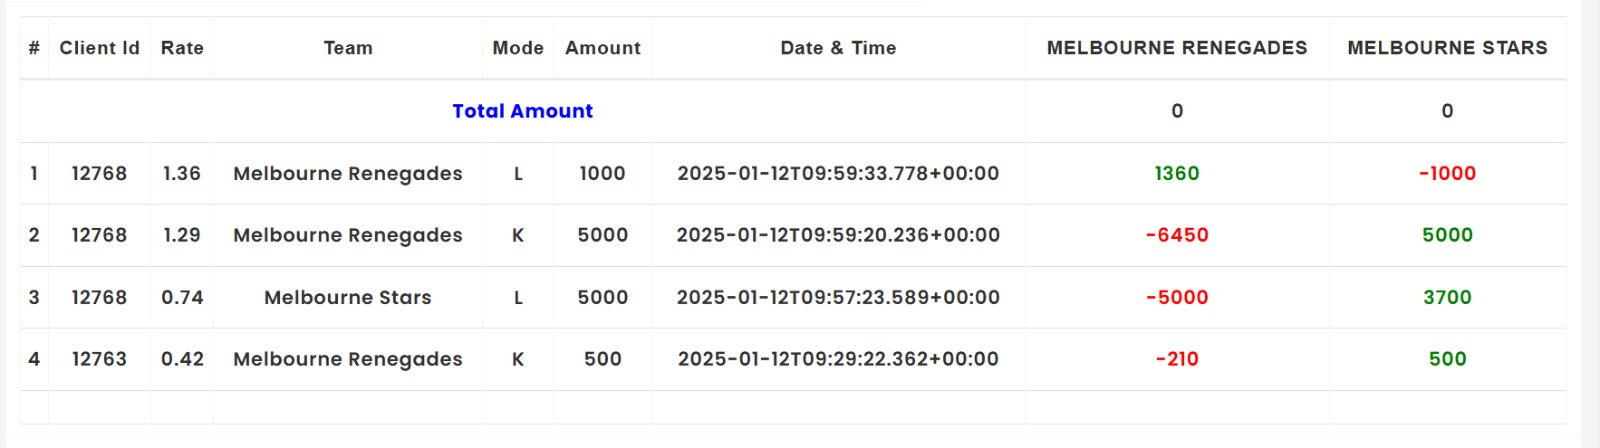 # Client Id Rate Team Mode Amount Date & Time MELBOURNE RENEGADES MELBOURNE STARS
Total Amount 0 0
1 12768 1.36 Melbourne Renegades L 1000 2025-01-12T09:59:33.778+00:00 1360 -1000
2 12768 1.29 Melbourne Renegades K 5000 2025-01-12T09:59:20.236+00:00 -6450 5000
3 12768 0.74 Melbourne Stars L 5000 2025-01-12T09:57:23.589+00:00 -5000 3700
4 12763 0.42 Melbourne Renegades K 500 2025-01-12T09:29:22.362+00:00 -210 500